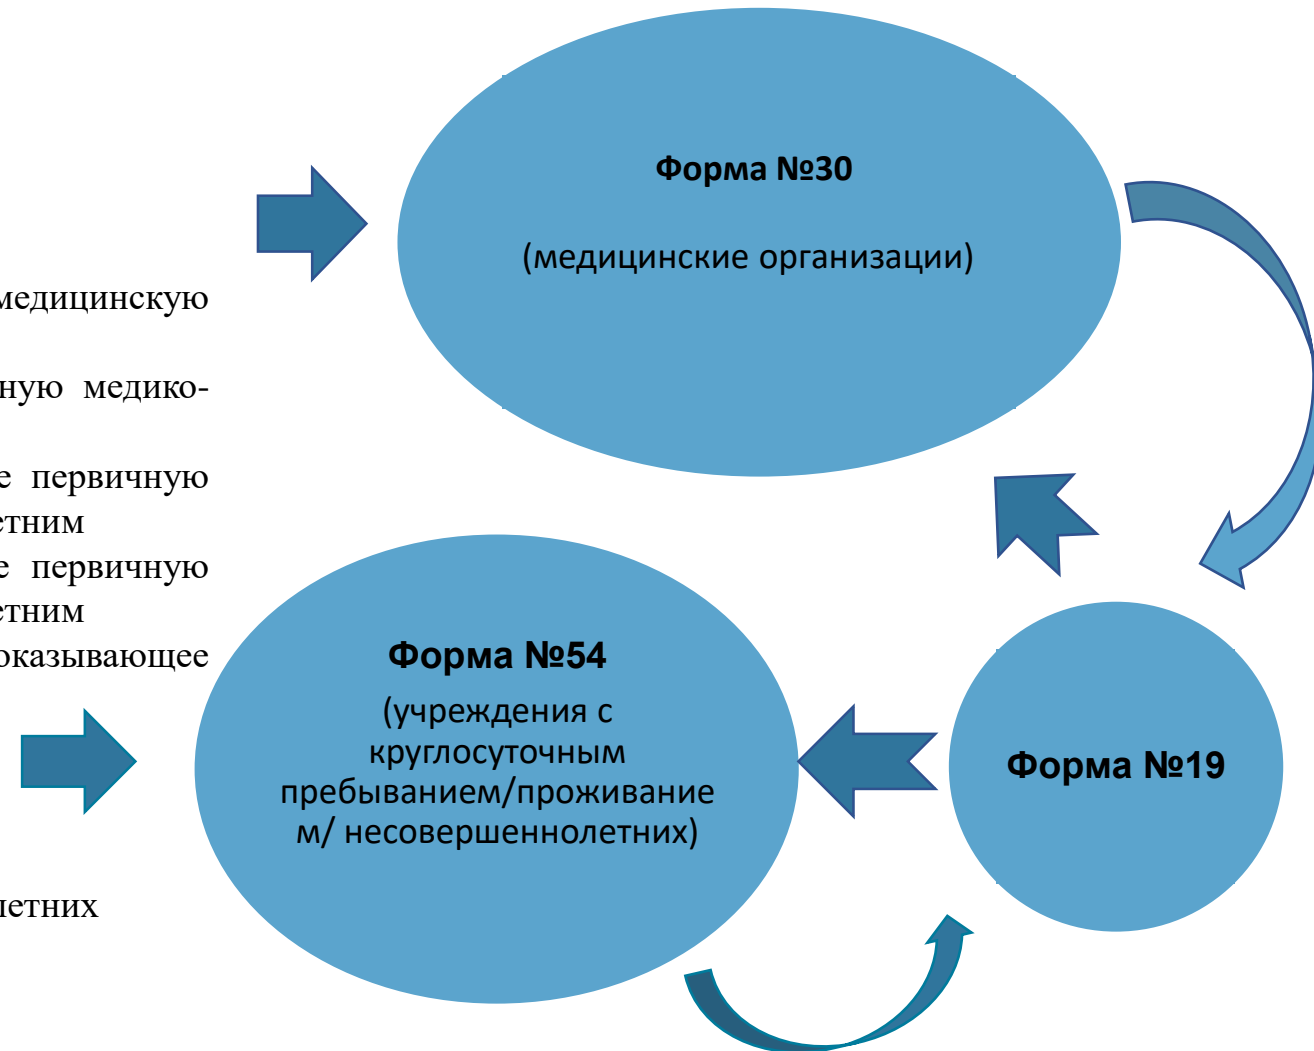 Форма №30
(медицинские организации)
медицинскую
ную медико-
е первичную
етним
е первичную
етним
оказывающее
Форма №54
(учреждения с
круглосуточным
пребыванием/проживание
м/ несовершеннолетних)
Форма №19
летних